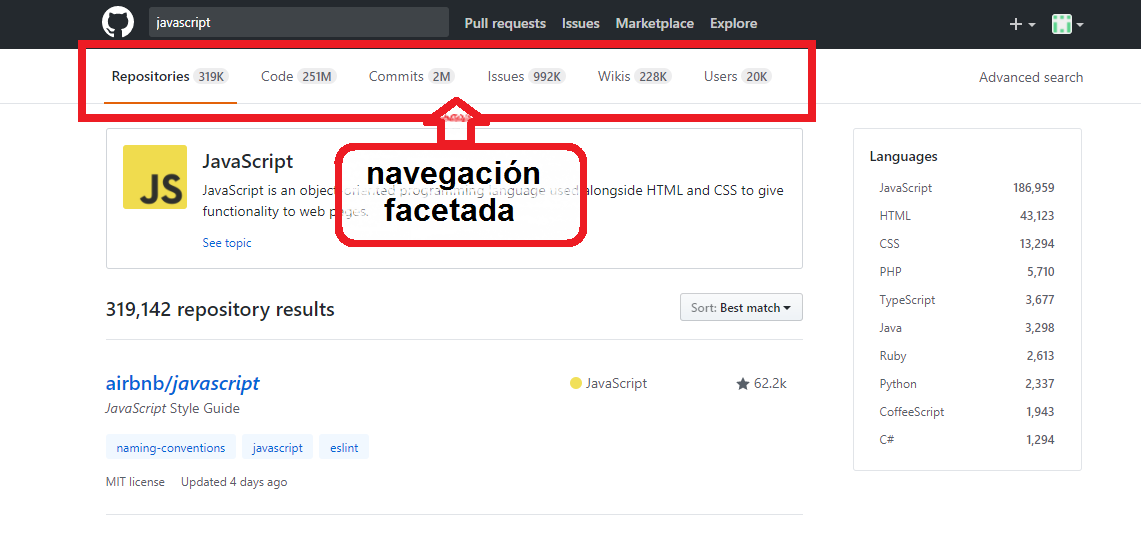 javascript Pull requests Issues Marketplace Explore
Repositories 319K Code 251M Commits 2M Issues 992K Wikis 228K Users 20K Advanced search
navegación
facetada
JS
JavaScript
JavaScript is an object-oriented programming language used alongside HTML and CSS to give
functionality to web pages.
See topic
319,142 repository results
Sort: Best match
airbnb/javascript
JavaScript 62.2k
JavaScript Style Guide
naming-conventions javascript eslint
MIT license Updated 4 days ago
Languages
JavaScript 186,959
HTML 43,123
CSS 13,294
PHP 5,710
TypeScript 3,677
Java 3,298
Ruby 2,613
Python 2,337
CoffeeScript 1,943
C# 1,294